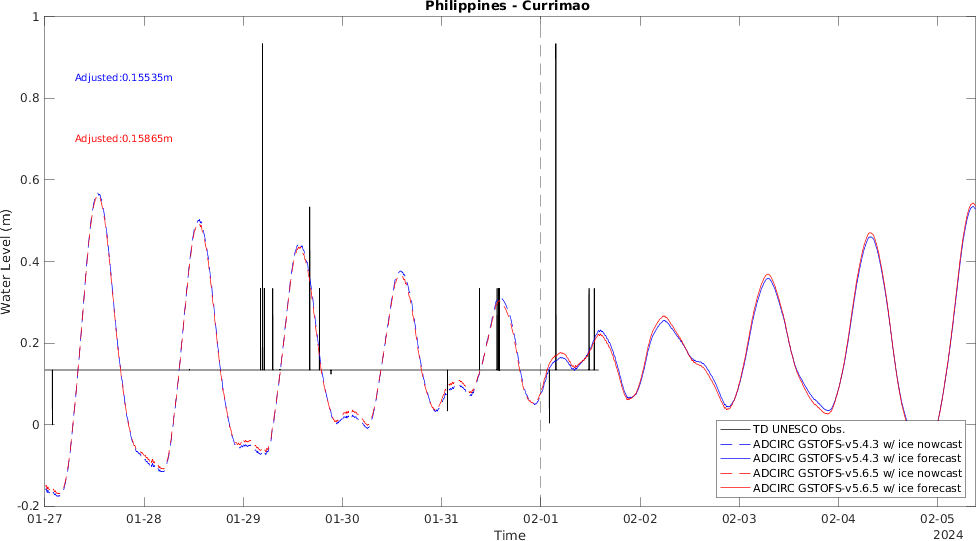 Philippines - Currimao
Adjusted:0.15535m
Adjusted:0.15865m
Water Level (m)
1
0.8
0.6
0.4
0.2
0
-0.2
01-27
01-28
01-29
01-30
01-31
02-01
02-02
02-03
02-04
02-05
Time
2024
TD UNESCO Obs.
ADCIRC GSTOFS-v5.4.3 w/ ice nowcast
ADCIRC GSTOFS-v5.4.3 w/ ice forecast
ADCIRC GSTOFS-v5.6.5 w/ ice nowcast
ADCIRC GSTOFS-v5.6.5 w/ ice forecast